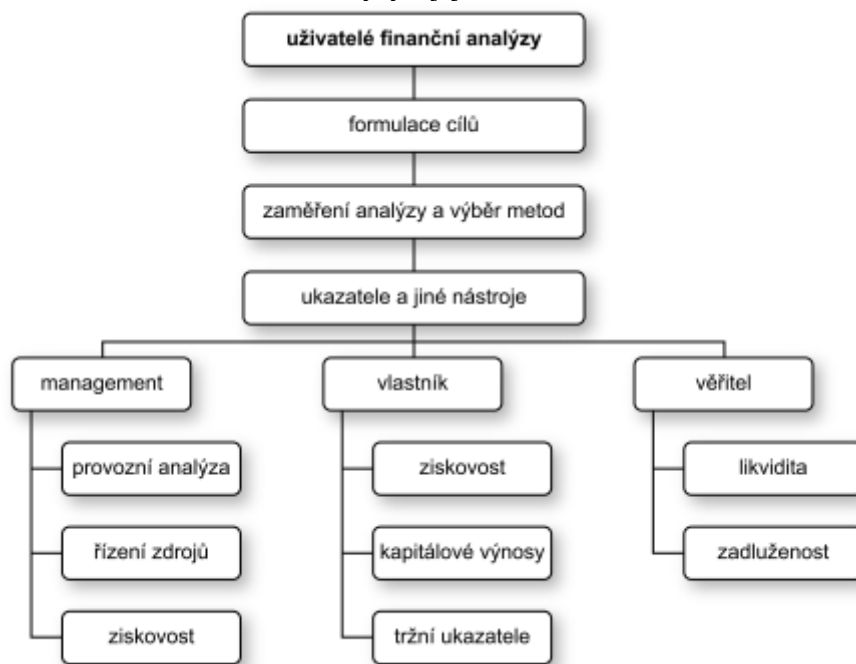 uživatelé finanční analýzy
formulace cílů
zaměření analýzy a výběr metod
ukazatele a jiné nástroje
management
vlastník
věřitel
provozní analýza
ziskovost
likvidita
řízení zdrojů
kapitálové výnosy
zadluženost
ziskovost
tržní ukazatele